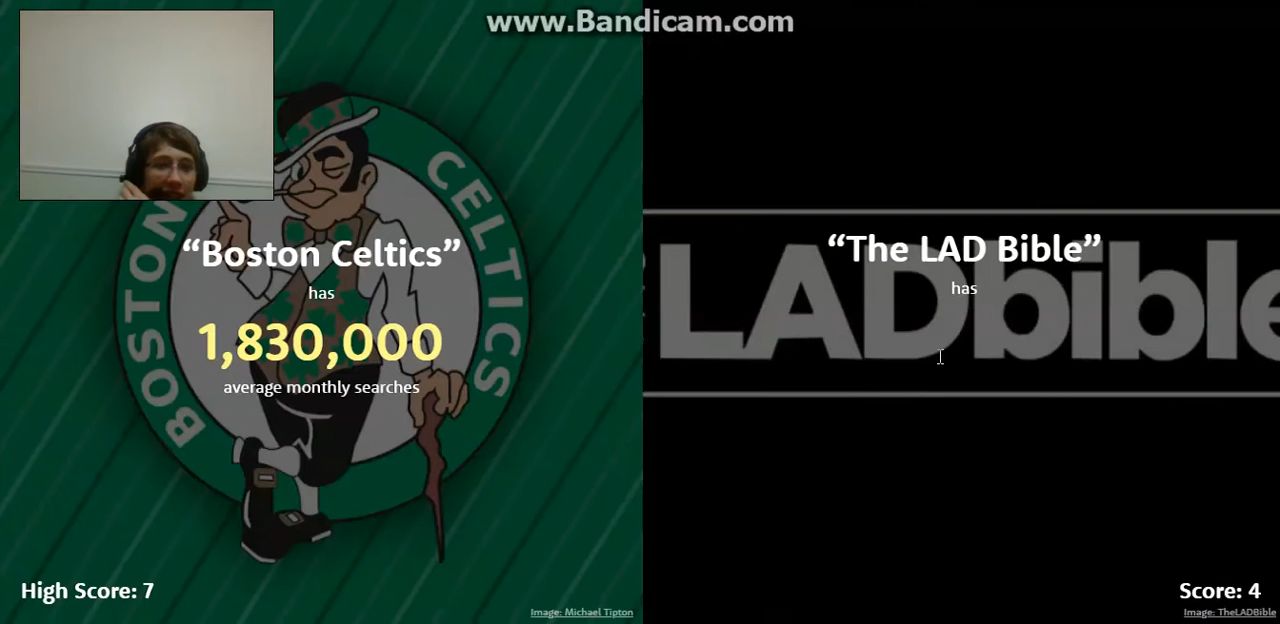 www.Bandicam.com
BOSTON CELTICS
“Boston Celtics”
has
1,830,000
average monthly searches
High Score: 7
Image: Michael Tipton
LADbible
“The LAD Bible”
has
Score: 4
Image: TheLADBible